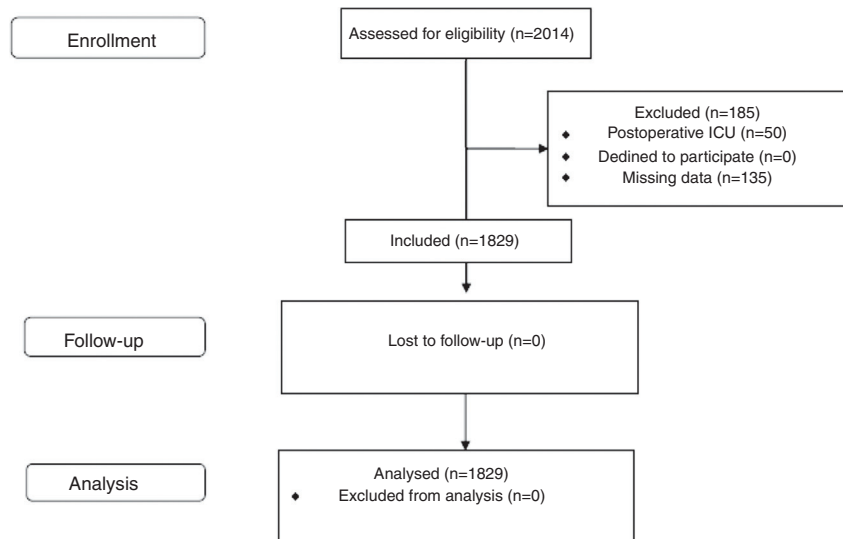 Enrollment
Assessed for eligibility (n=2014)
Excluded (n=185)
◆ Postoperative ICU (n=50)
◆ Dedined to participate (n=0)
◆ Missing data (n=135)
Included (n=1829)
Follow-up
Lost to follow-up (n=0)
Analysis
Analysed (n=1829)
◆ Excluded from analysis (n=0)